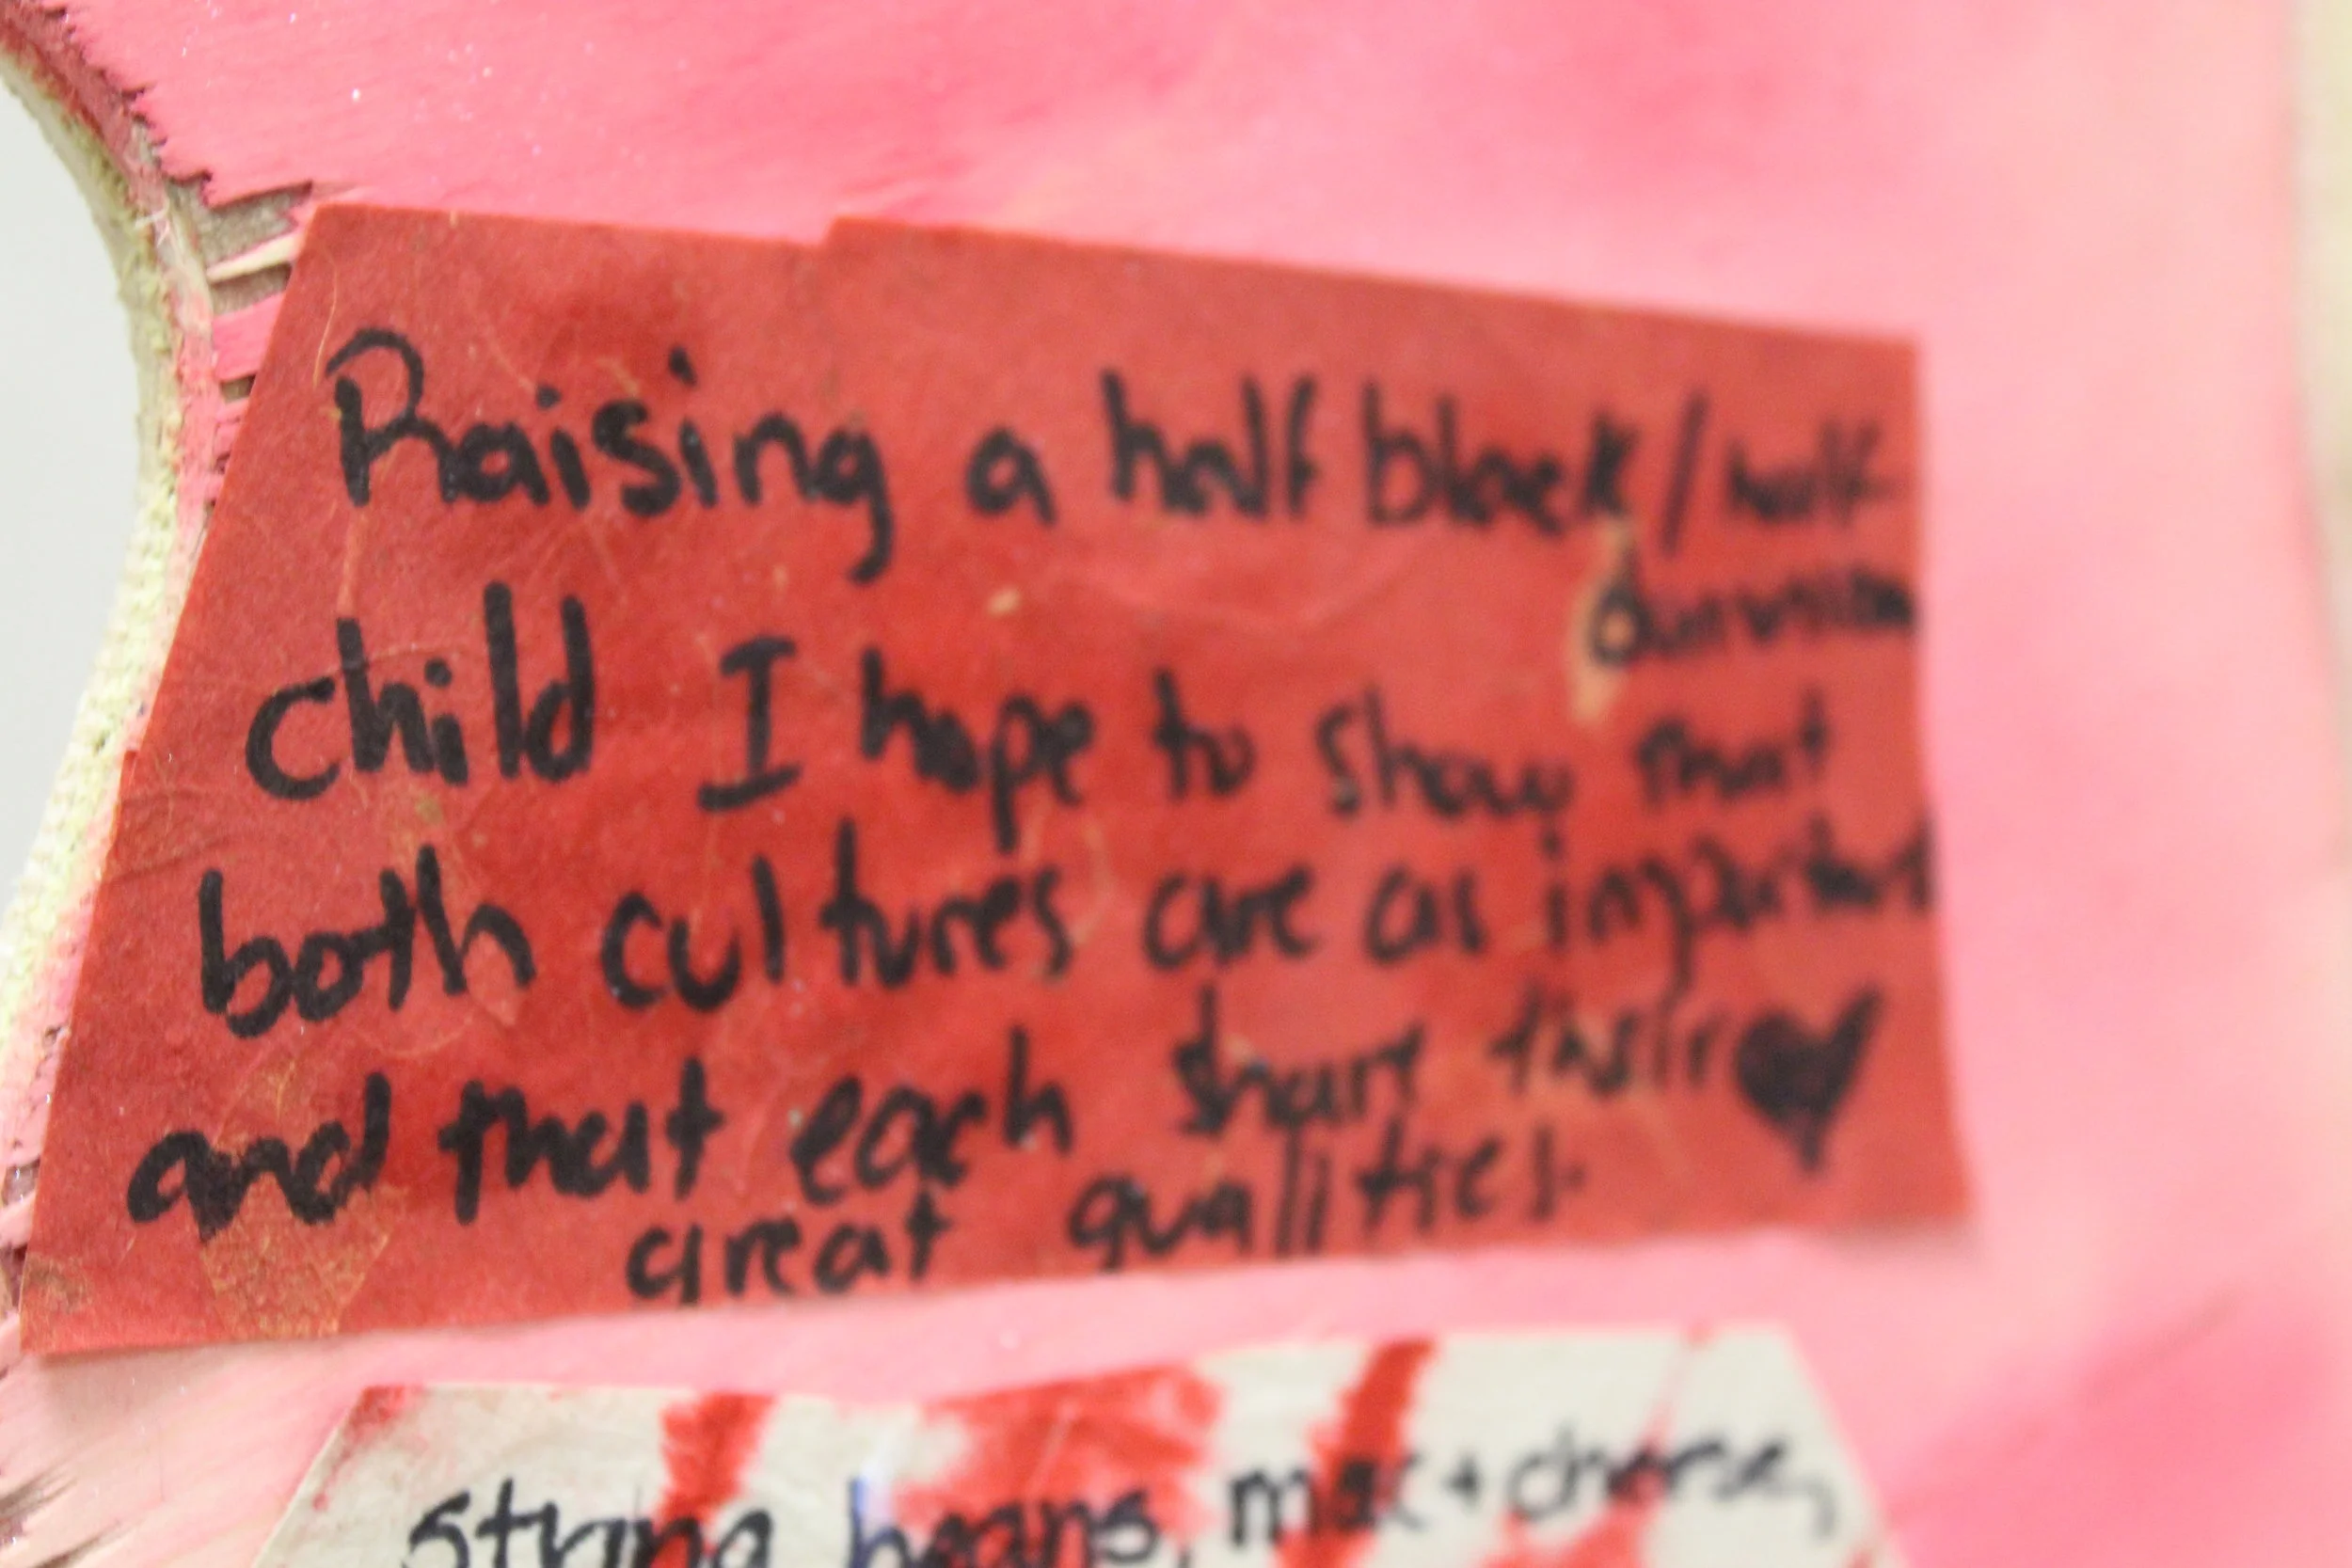 Raising a half black/half
child I hope to show that
both cultures are as important
and that each share their
great qualities.
string beans, mac + cheese,